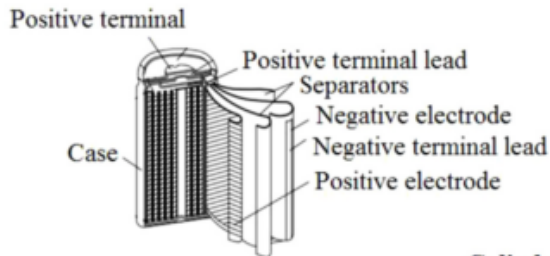 Positive terminal
Positive terminal lead
Separators
Negative electrode
Case
Negative terminal lead
Positive electrode